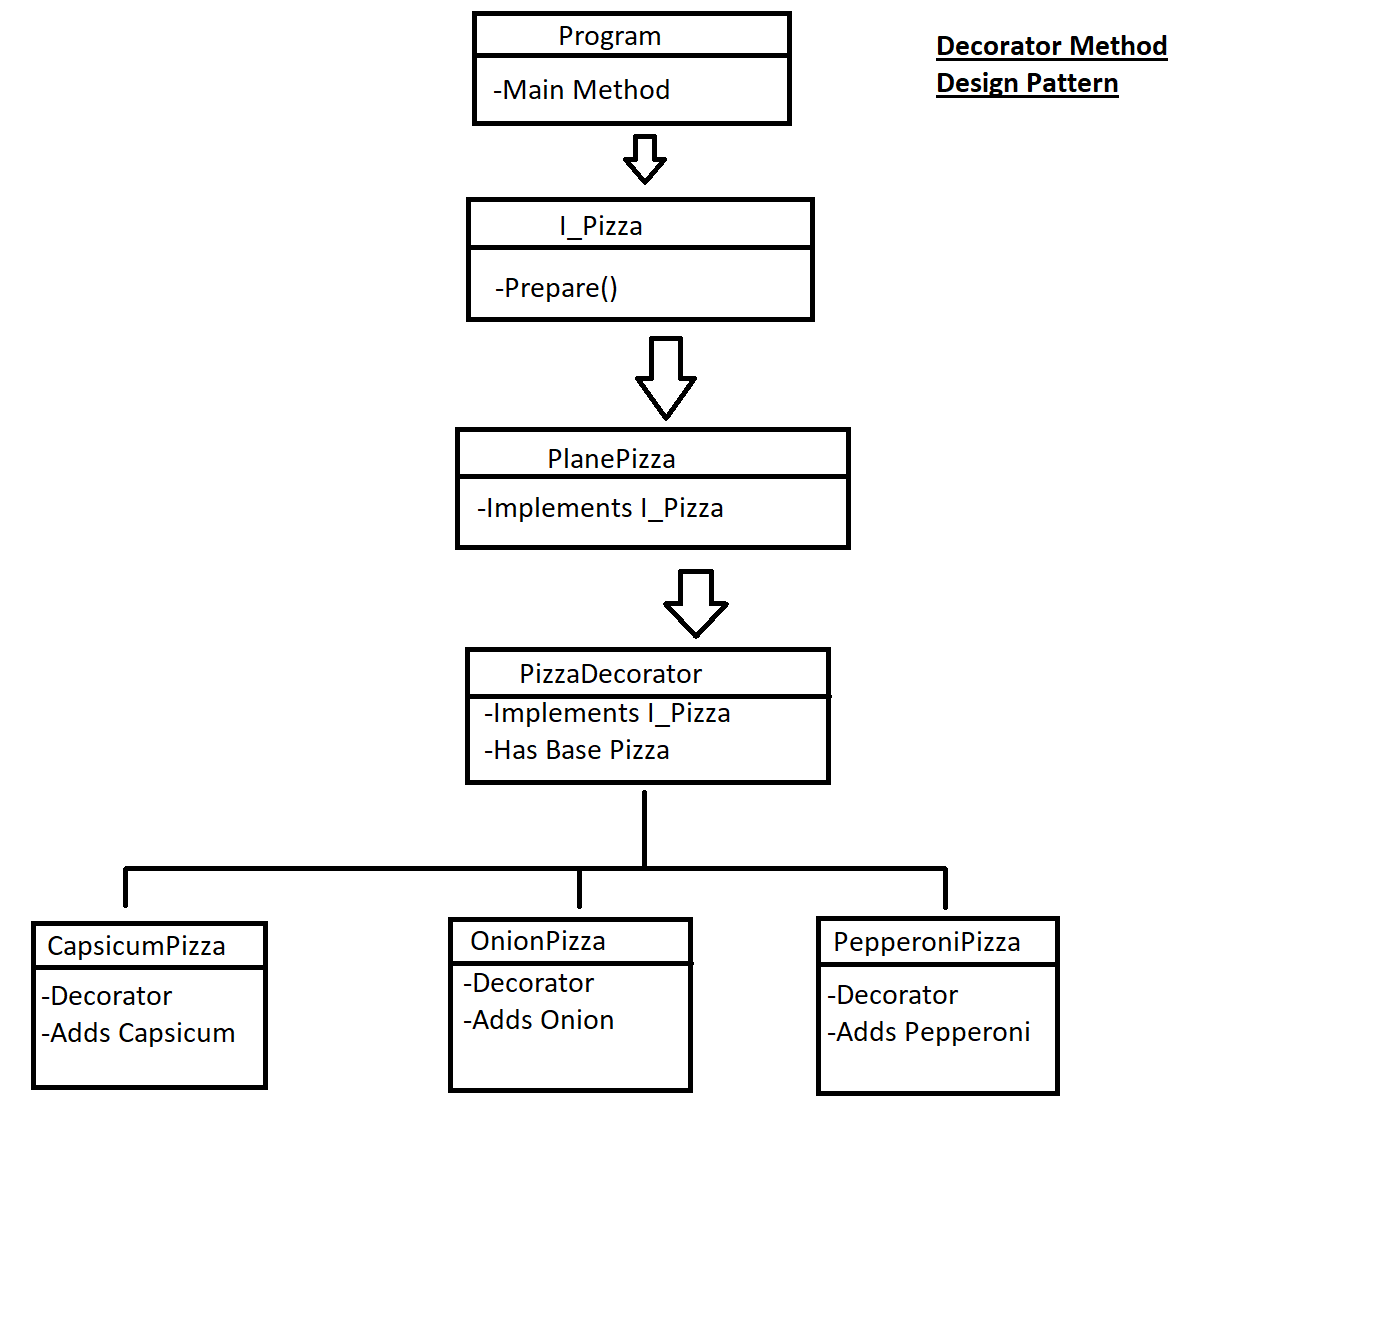 Program
-Main Method
Decorator Method
Design Pattern
I_Pizza
-Prepare()
PlanePizza
-Implements I_Pizza
PizzaDecorator
-Implements I_Pizza
-Has Base Pizza
CapsicumPizza
-Decorator
-Adds Capsicum
OnionPizza
-Decorator
-Adds Onion
PepperoniPizza
-Decorator
-Adds Pepperoni